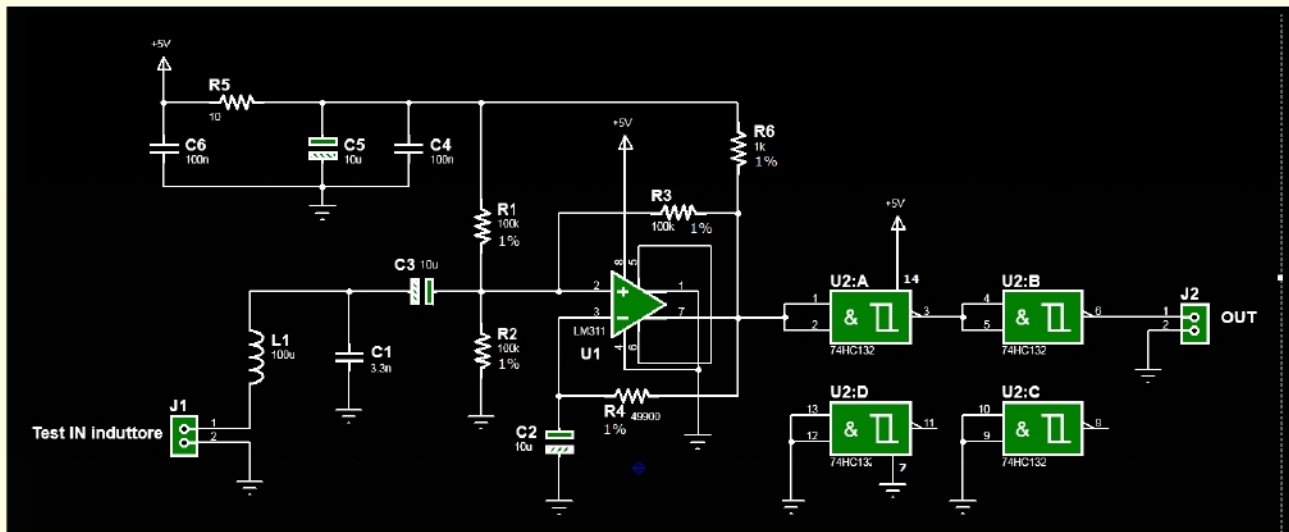 +5V
R5
10
C6
100n
C5
10u
C4
100n
+5V
R6
1k
1%
R1
100k
1%
R3
100k
1%
C3
10u
8
5
2
1
3
7
LM311
4
6
U1
R2
100k
1%
L1
100u
C1
3.3n
R4
49900
1%
C2
10u
J1
1
2
Test IN induttore
+5V
U2:A
14
1
2
3
&
74HC132
U2:B
4
5
6
&
74HC132
J2
1
2
OUT
U2:D
13
12
11
&
7
U2:C
10
9
8
&
74HC132